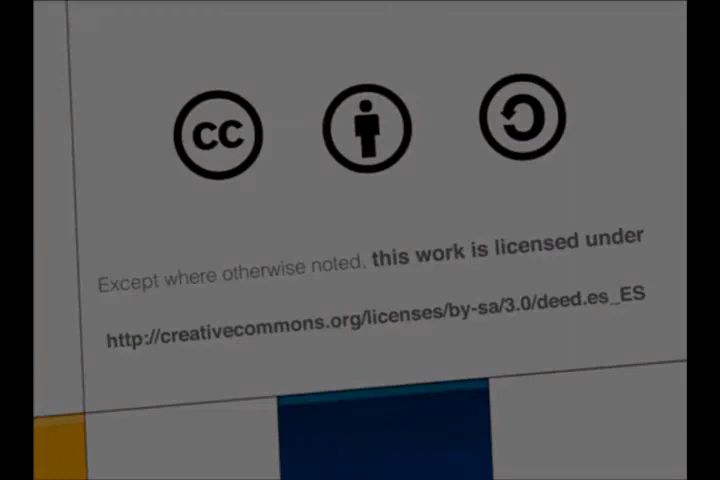 cc
Except where otherwise noted, this work is licensed under
http://creativecommons.org/licenses/by-sa/3.0/deed.es_ES